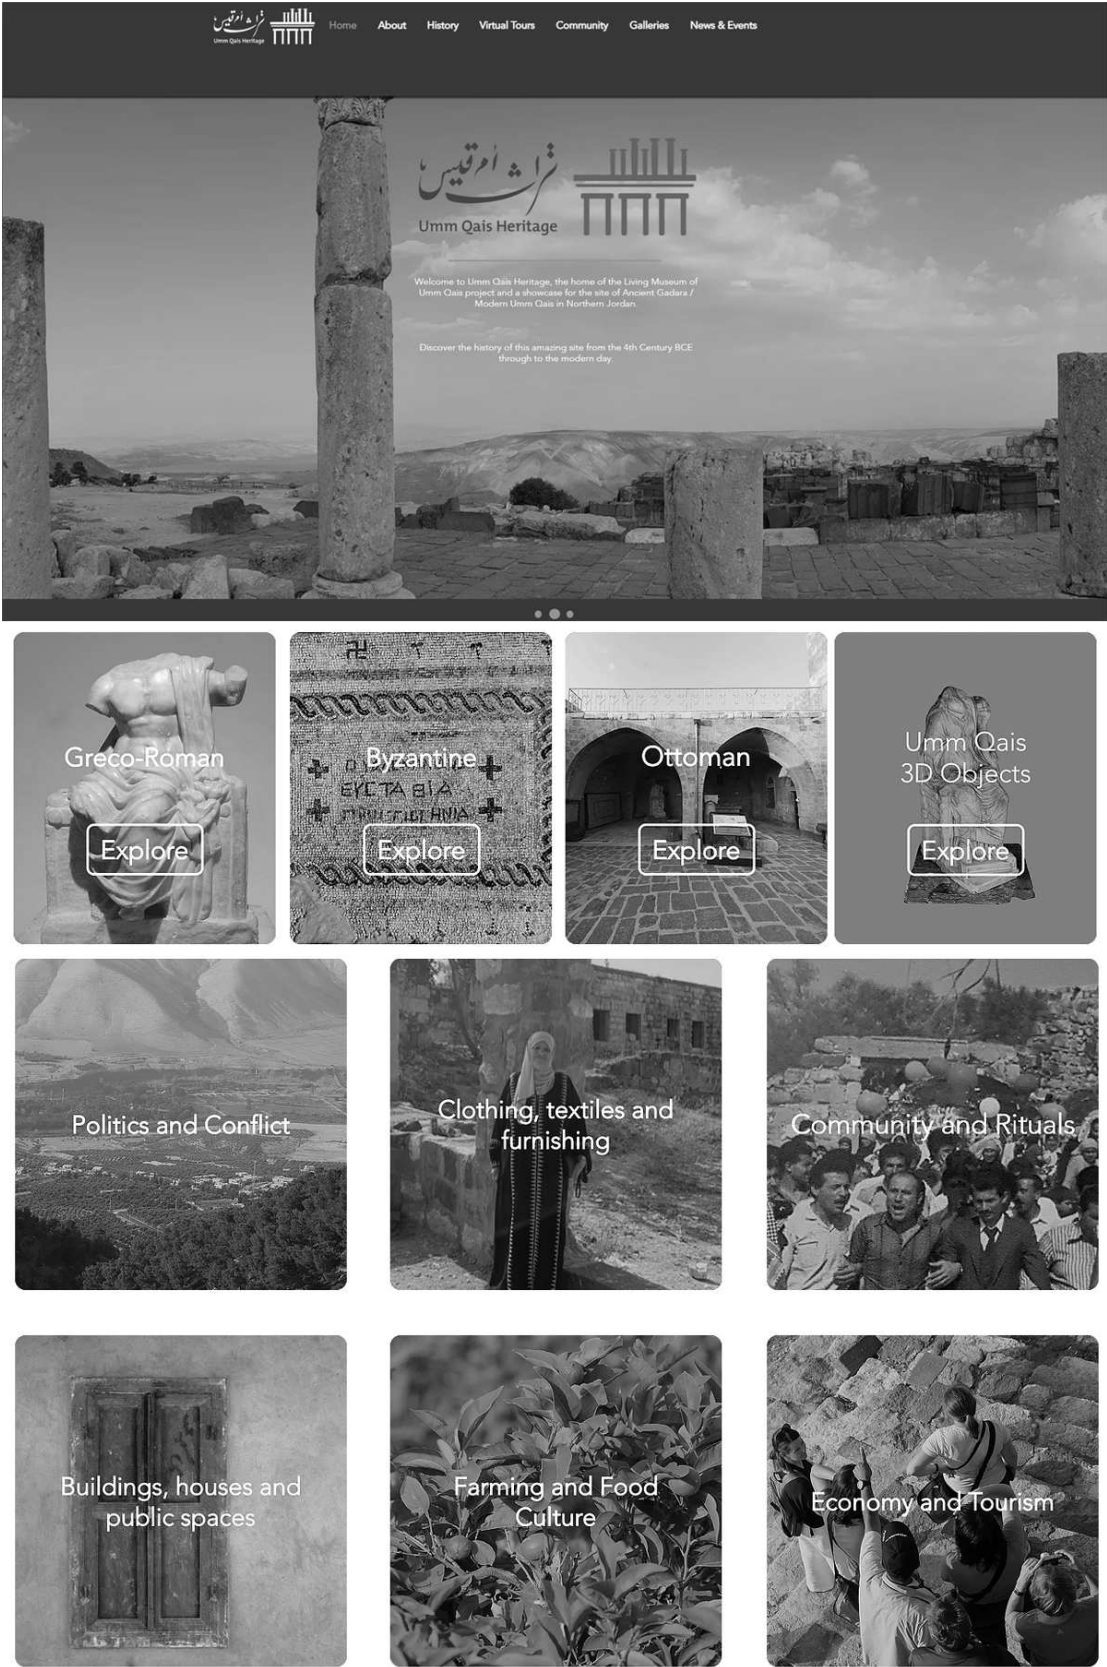 تراث أم قيس
Umm Qais Heritage
Home About History Virtual Tours Community Galleries News & Events
تراث أم قيس
Umm Qais Heritage
Welcome to Umm Qais Heritage, the home of the Living Museum of
Umm Qais project and a showcase for the site of Ancient Gadara /
Modern Umm Qais in Northern Jordan.
Discover the history of this amazing site from the 4th Century BCE
through to the modern day.
Greco-Roman
Explore
Byzantine
ΕΥСΤΑΘΙΑ
Explore
Ottoman
Explore
Umm Qais
3D Objects
Explore
Politics and Conflict
Clothing, textiles and
furnishing
Community and Rituals
Buildings, houses and
public spaces
Farming and Food
Culture
Economy and Tourism